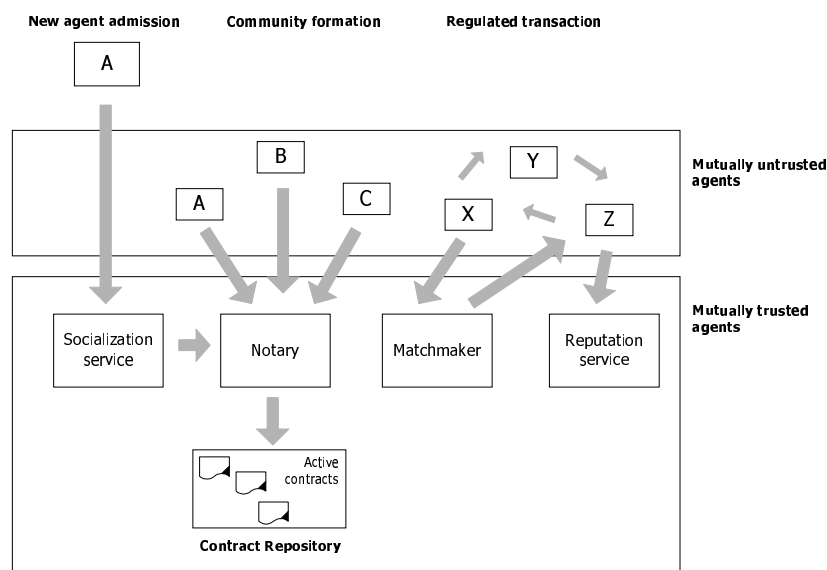 New agent admission
Community formation
Regulated transaction
A
B
Y
Mutually untrusted
agents
A
C
X
Z
Mutually trusted
agents
Socialization
service
Notary
Matchmaker
Reputation
service
Active
contracts
Contract Repository